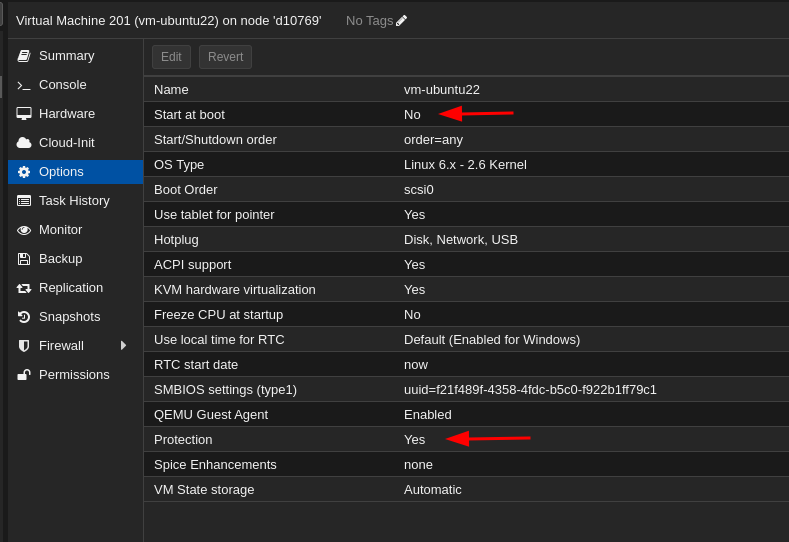 Virtual Machine 201 (vm-ubuntu22) on node 'd10769' No Tags
Summary
Console
Hardware
Cloud-Init
Options
Task History
Monitor
Backup
Replication
Snapshots
Firewall
Permissions
Edit Revert
Name vm-ubuntu22
Start at boot No
Start/Shutdown order order=any
OS Type Linux 6.x - 2.6 Kernel
Boot Order scsi0
Use tablet for pointer Yes
Hotplug Disk, Network, USB
ACPI support Yes
KVM hardware virtualization Yes
Freeze CPU at startup No
Use local time for RTC Default (Enabled for Windows)
RTC start date now
SMBIOS settings (type1) uuid=f21f489f-4358-4fdc-b5c0-f922b1ff79c1
QEMU Guest Agent Enabled
Protection Yes
Spice Enhancements none
VM State storage Automatic